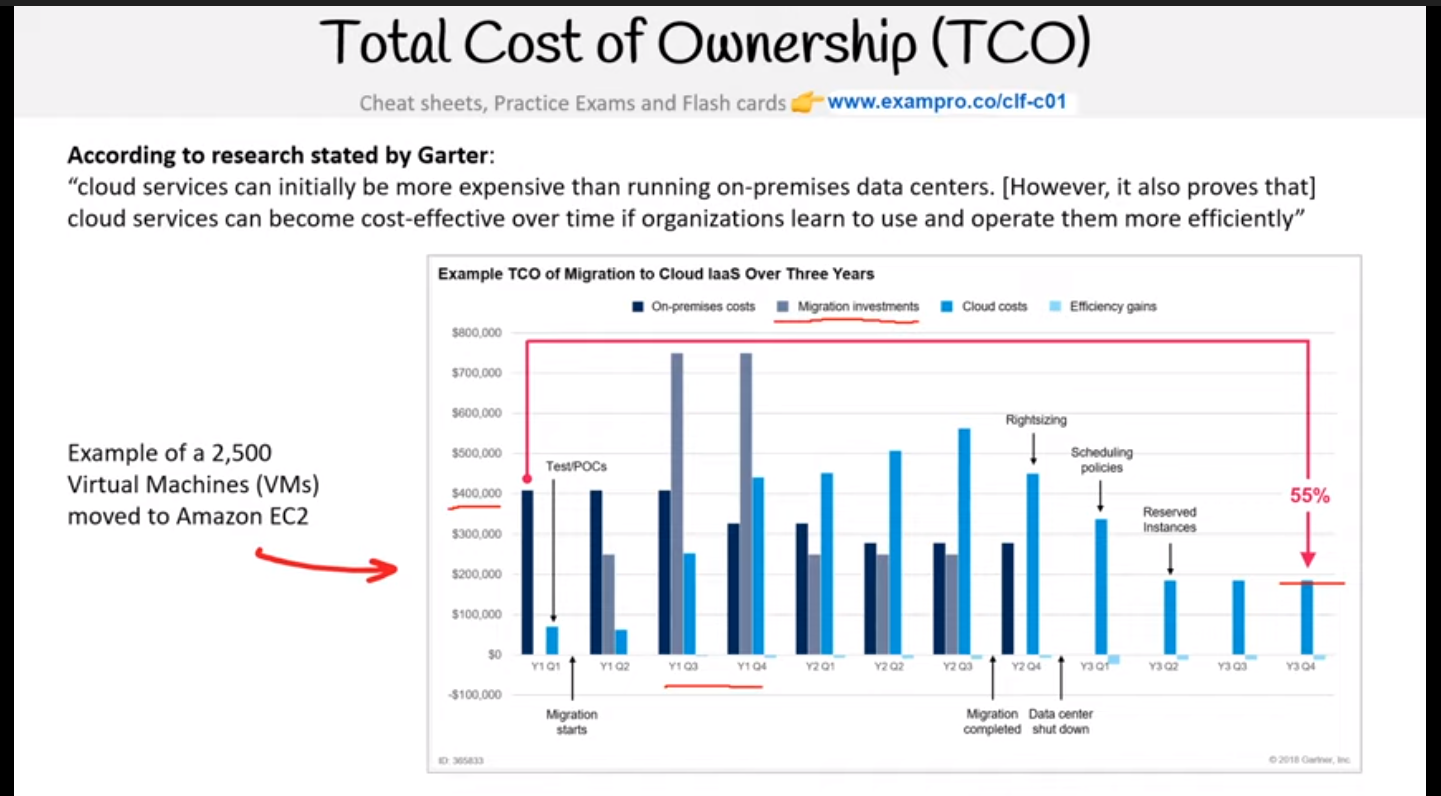 Total Cost of Ownership (TCO)
Cheat sheets, Practice Exams and Flash cards 👉 www.exampro.co/clf-c01
According to research stated by Garter:
“cloud services can initially be more expensive than running on-premises data centers. [However, it also proves that]
cloud services can become cost-effective over time if organizations learn to use and operate them more efficiently”
Example of a 2,500
Virtual Machines (VMs)
moved to Amazon EC2
Example TCO of Migration to Cloud IaaS Over Three Years
On-premises costs Migration investments Cloud costs Efficiency gains
$800,000
$700,000
$600,000
$500,000
$400,000
$300,000
$200,000
$100,000
$0
-$100,000
Test/POCs
Rightsizing
Scheduling
policies
Reserved
Instances
55%
Y1 Q1 Y1 Q2 Y1 Q3 Y1 Q4 Y2 Q1 Y2 Q2 Y2 Q3 Y2 Q4 Y3 Q1 Y3 Q2 Y3 Q3 Y3 Q4
Migration
starts
Migration
completed
Data center
shut down
ID: 365833
© 2018 Gartner, Inc.